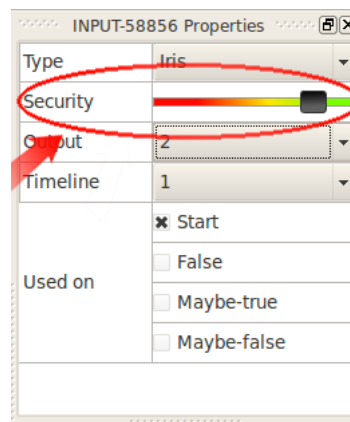 INPUT-58856 Properties
Type Iris
Security
Output 2
Timeline 1
Used on
Start
False
Maybe-true
Maybe-false